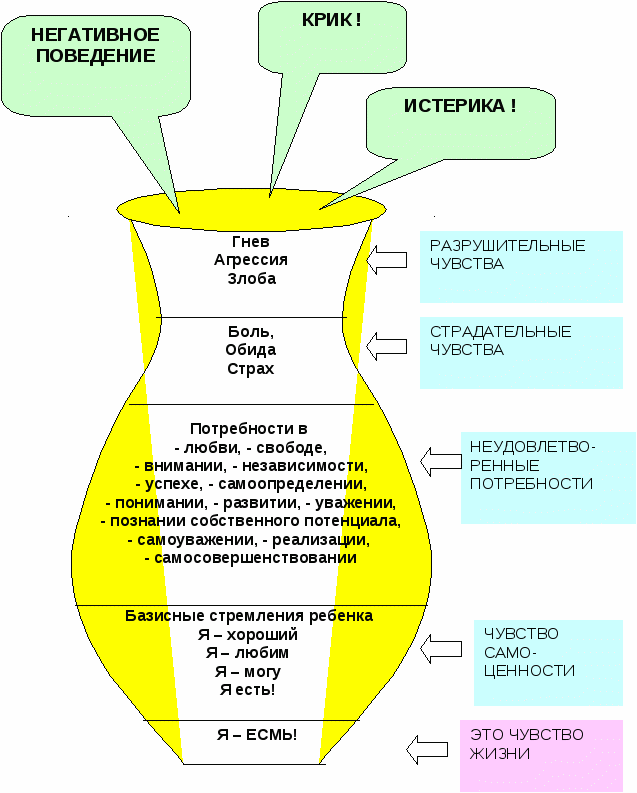 НЕГАТИВНОЕ
ПОВЕДЕНИЕ
КРИК !
ИСТЕРИКА !
Гнев
Агрессия
Злоба
РАЗРУШИТЕЛЬНЫЕ
ЧУВСТВА
Боль,
Обида
Страх
СТРАДАТЕЛЬНЫЕ
ЧУВСТВА
Потребности в
- любви, - свободе,
- внимании, - независимости,
- успехе, - самоопределении,
- понимании, - развитии, - уважении,
- познании собственного потенциала,
- самоуважении, - реализации,
- самосовершенствовании
НЕУДОВЛЕТВО-
РЕННЫЕ
ПОТРЕБНОСТИ
Базисные стремления ребенка
Я – хороший
Я – любим
Я – могу
Я есть!
ЧУВСТВО
САМО-
ЦЕННОСТИ
Я – ЕСМЬ!
ЭТО ЧУВСТВО
ЖИЗНИ